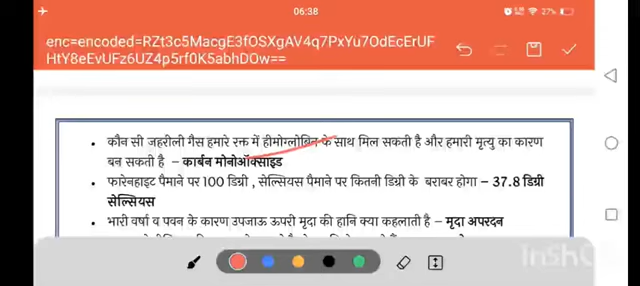 06:38
27%
enc=encoded=RZt3c5MacgE3fOSXgAV4q7PxYu7OdEcErUF
HtY8eEvUFz6UZ4p5rf0K5abhDOw==
• कौन सी जहरीली गैस हमारे रक्त में हीमोग्लोबिन के साथ मिल सकती है और हमारी मृत्यु का कारण
बन सकती है – कार्बन मोनोऑक्साइड
• फारेनहाइट पैमाने पर 100 डिग्री , सेल्सियस पैमाने पर कितनी डिग्री के बराबर होगा – 37.8 डिग्री
सेल्सियस
• भारी वर्षा व पवन के कारण उपजाऊ ऊपरी मृदा की हानि क्या कहलाती है – मृदा अपरदन
InShOt